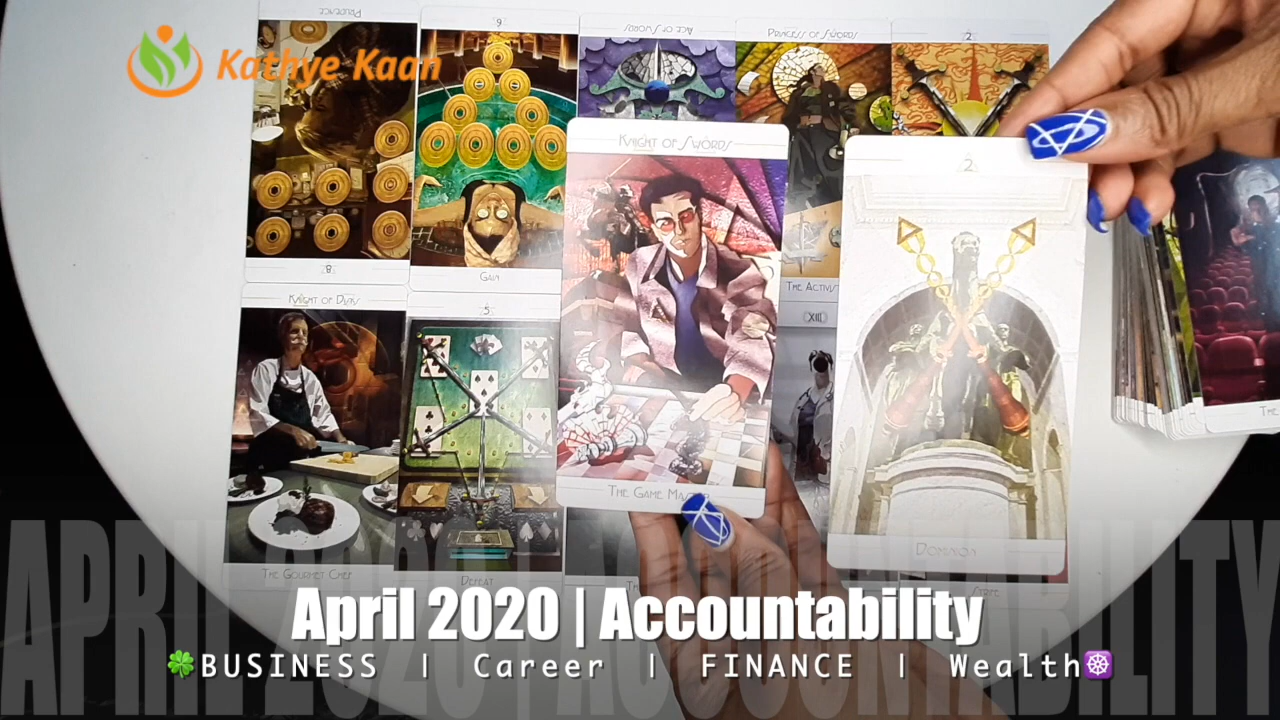 PRUDENCE
8
Kathye Kaan
9
GAIN
ACE OF SWORDS
PRINCESS OF SWORDS
THE ACTIVIST
2
KNIGHT OF SWORDS
THE GAME MASTER
2
DOMINION
KNIGHT OF DISKS
THE GOURMET CHEF
5
DEFEAT
XIII
THE
April 2020 | Accountability
🍀BUSINESS | Career | FINANCE | Wealth☸️
APRIL 2020 | ACCOUNTABILITY